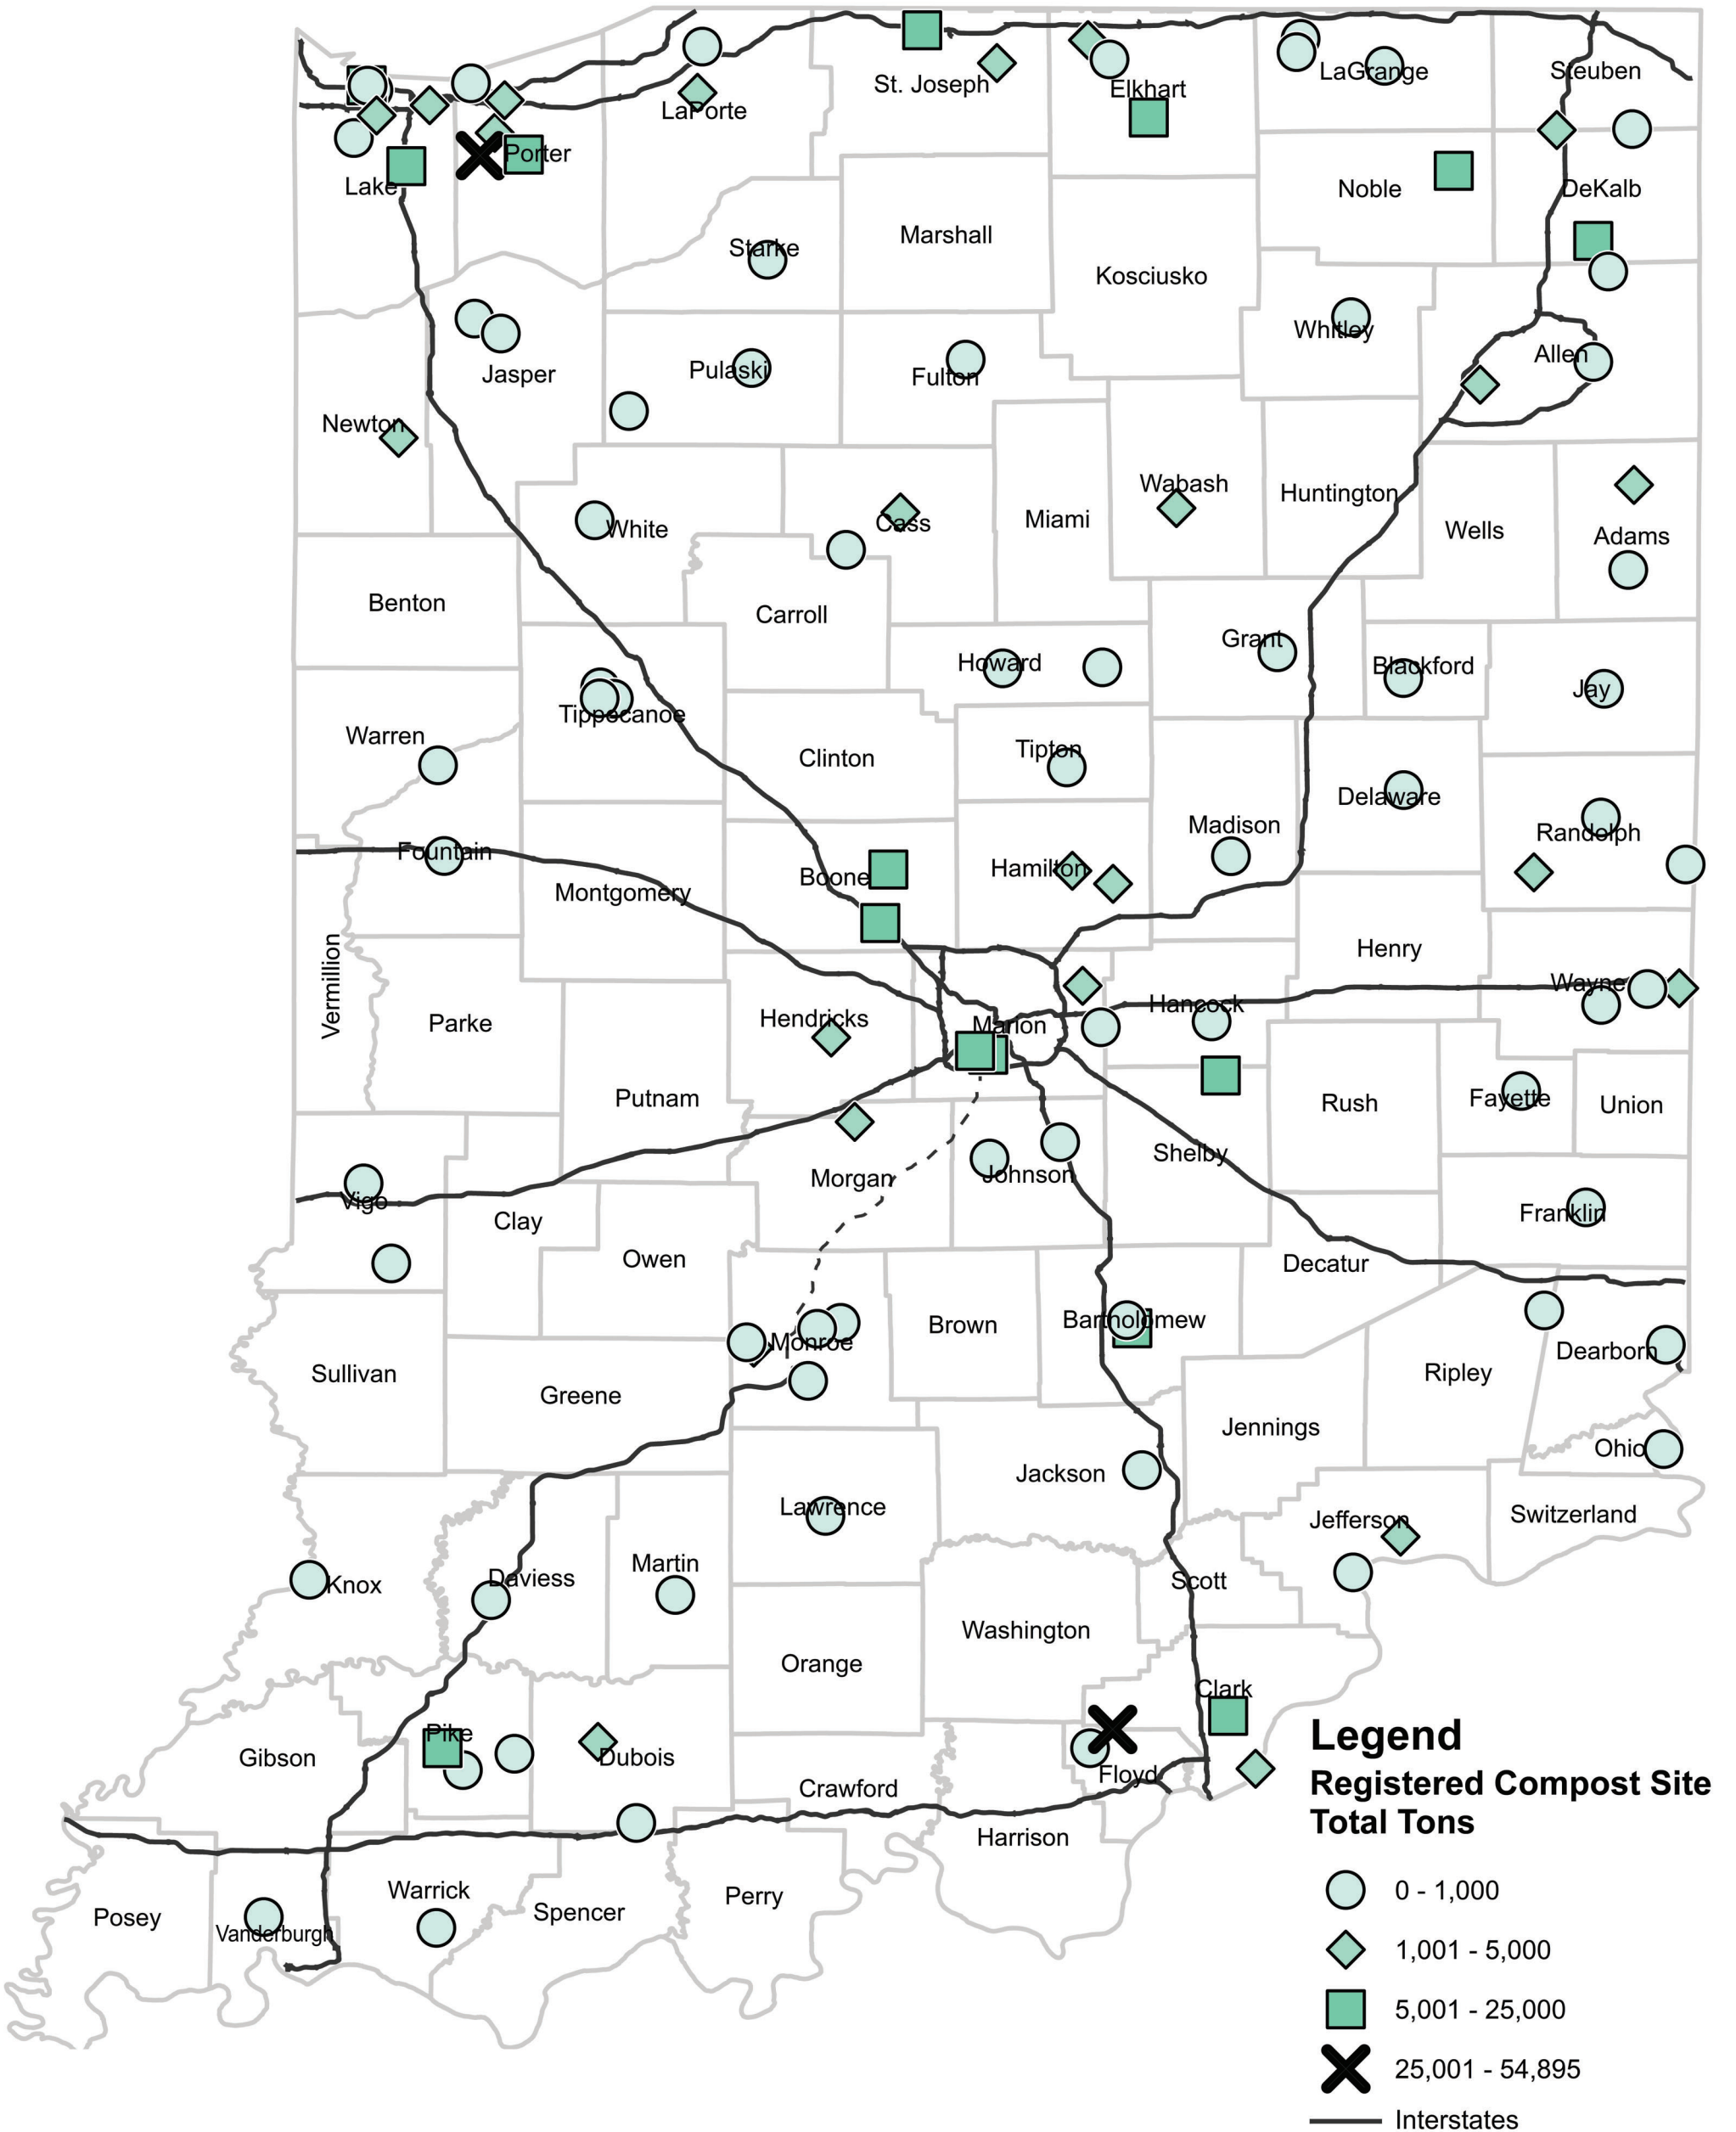 St. Joseph
LaGrange
Steuben
Elkhart
LaPorte
Porter
Lake
Noble
DeKalb
Marshall
Starke
Kosciusko
Whitley
Allen
Jasper
Pulaski
Fulton
Newton
Wabash
Huntington
Cass
Miami
White
Wells
Adams
Benton
Carroll
Grant
Howard
Blackford
Jay
Tippecanoe
Warren
Clinton
Tipton
Delaware
Madison
Randolph
Fountain
Boone
Hamilton
Montgomery
Henry
Vermillion
Wayne
Hancock
Parke
Hendricks
Marion
Putnam
Rush
Fayette
Union
Shelby
Morgan
Johnson
Vigo
Clay
Franklin
Owen
Decatur
Bartholomew
Brown
Monroe
Dearborn
Sullivan
Ripley
Greene
Jennings
Ohio
Jackson
Lawrence
Switzerland
Jefferson
Martin
Daviess
Knox
Scott
Washington
Orange
Clark
Pike
Gibson
Dubois
Floyd
Crawford
Harrison
Warrick
Perry
Spencer
Posey
Vanderburgh
Legend
Registered Compost Site
Total Tons
0 - 1,000
1,001 - 5,000
5,001 - 25,000
25,001 - 54,895
Interstates